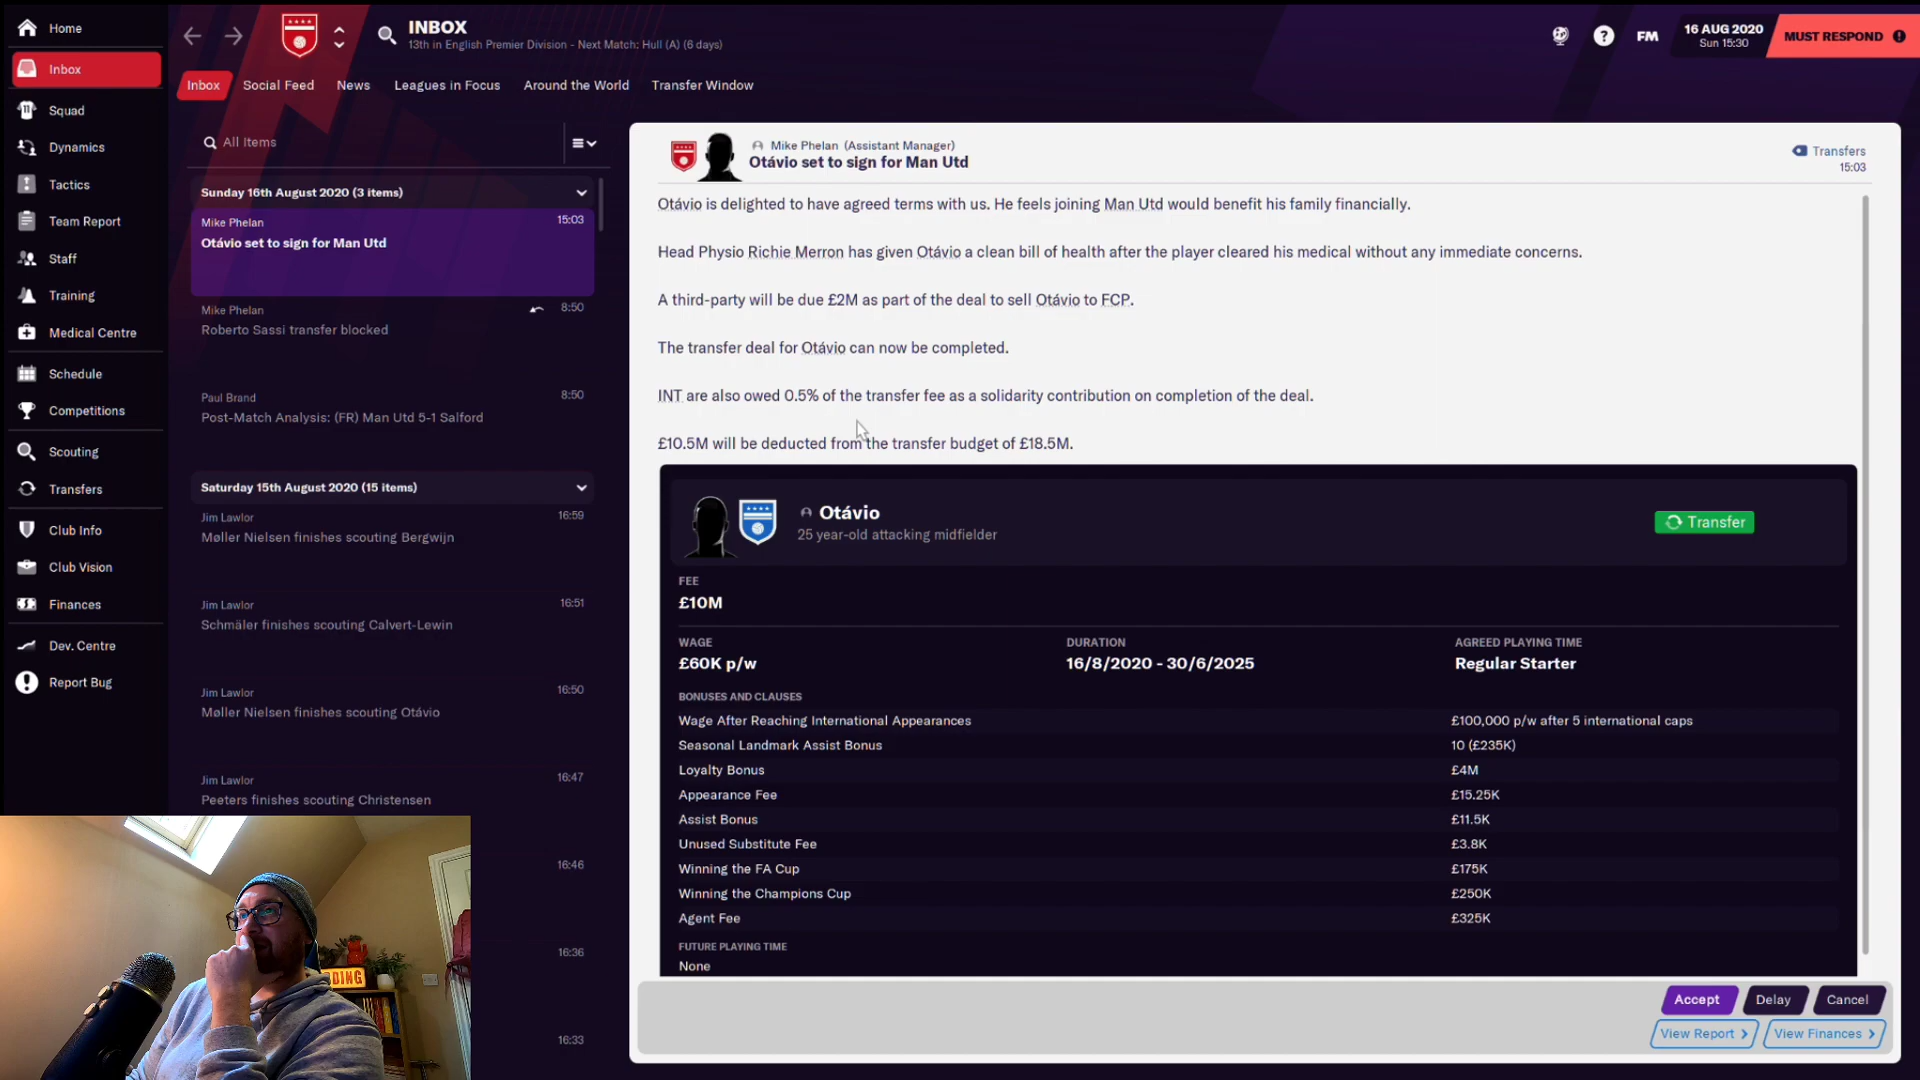 Home
Inbox
Squad
Dynamics
Tactics
Team Report
Staff
Training
Medical Centre
Schedule
Competitions
Scouting
Transfers
Club Info
Club Vision
Finances
Dev. Centre
Report Bug
INBOX
13th in English Premier Division - Next Match: Hull (A) (6 days)
FM
16 AUG 2020
Sun 15:30
MUST RESPOND
Inbox Social Feed News Leagues in Focus Around the World Transfer Window
All Items
Sunday 16th August 2020 (3 items)
Mike Phelan 15:03
Otávio set to sign for Man Utd
Mike Phelan 8:50
Roberto Sassi transfer blocked
Paul Brand 8:50
Post-Match Analysis: (FR) Man Utd 5-1 Salford
Saturday 15th August 2020 (15 items)
Jim Lawlor 16:59
Møller Nielsen finishes scouting Bergwijn
Jim Lawlor 16:51
Schmäler finishes scouting Calvert-Lewin
Jim Lawlor 16:50
Møller Nielsen finishes scouting Otávio
Jim Lawlor 16:47
Peeters finishes scouting Christensen
16:46
16:36
16:33
DING
Mike Phelan (Assistant Manager)
Otávio set to sign for Man Utd
Transfers
15:03
Otávio is delighted to have agreed terms with us. He feels joining Man Utd would benefit his family financially.
Head Physio Richie Merron has given Otávio a clean bill of health after the player cleared his medical without any immediate concerns.
A third-party will be due £2M as part of the deal to sell Otávio to FCP.
The transfer deal for Otávio can now be completed.
INT are also owed 0.5% of the transfer fee as a solidarity contribution on completion of the deal.
£10.5M will be deducted from the transfer budget of £18.5M.
Otávio
25 year-old attacking midfielder
Transfer
FEE
£10M
WAGE DURATION AGREED PLAYING TIME
£60K p/w 16/8/2020 - 30/6/2025 Regular Starter
BONUSES AND CLAUSES
Wage After Reaching International Appearances £100,000 p/w after 5 international caps
Seasonal Landmark Assist Bonus 10 (£235K)
Loyalty Bonus £4M
Appearance Fee £15.25K
Assist Bonus £11.5K
Unused Substitute Fee £3.8K
Winning the FA Cup £175K
Winning the Champions Cup £250K
Agent Fee £325K
FUTURE PLAYING TIME
None
Accept Delay Cancel
View Report View Finances